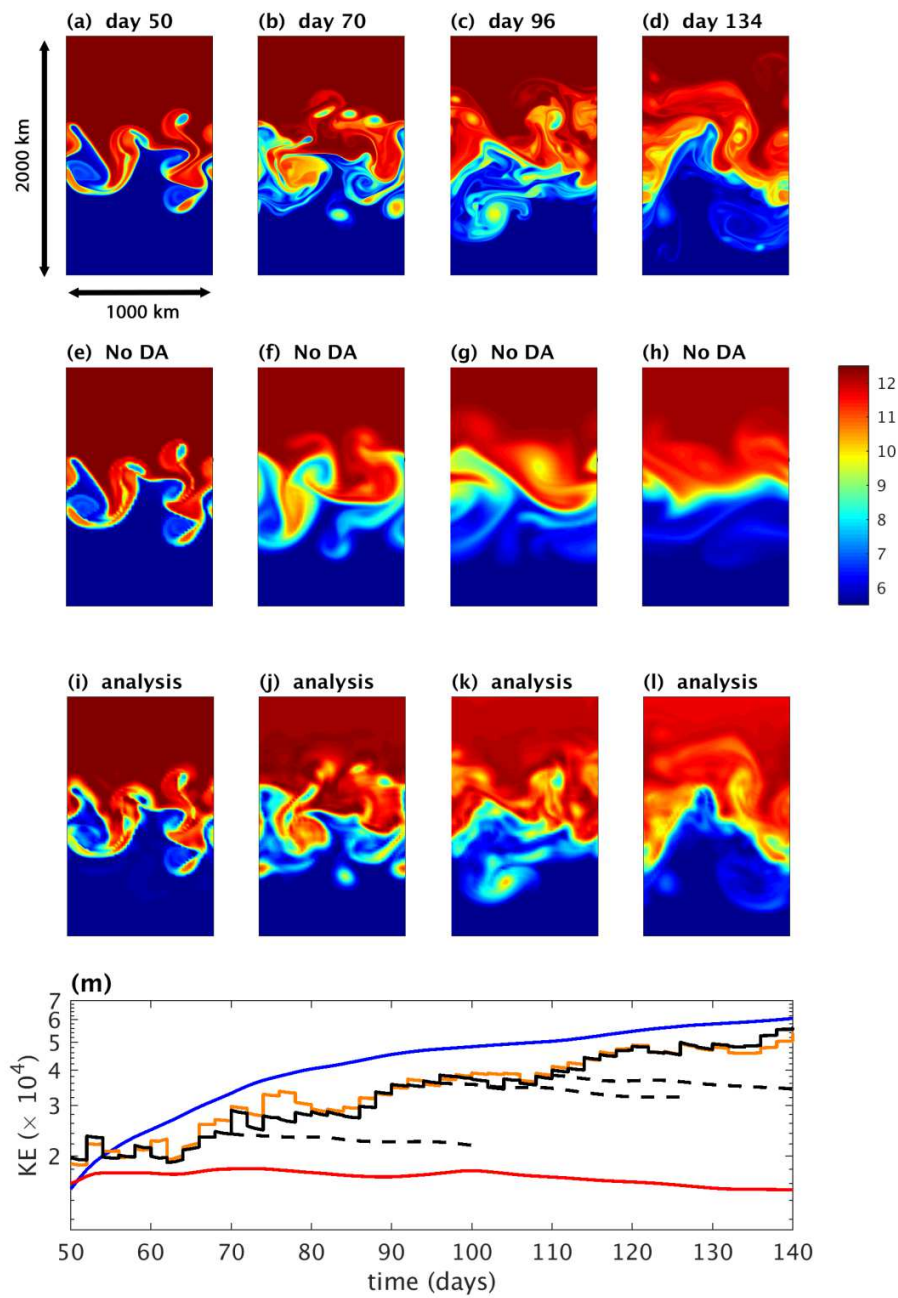 (a) day 50 (b) day 70 (c) day 96 (d) day 134
2000 km
1000 km
(e) No DA (f) No DA (g) No DA (h) No DA
12
11
10
9
8
7
6
(i) analysis (j) analysis (k) analysis (l) analysis
(m)
7
6
5
4
3
2
KE (× 10⁴)
50 60 70 80 90 100 110 120 130 140
time (days)